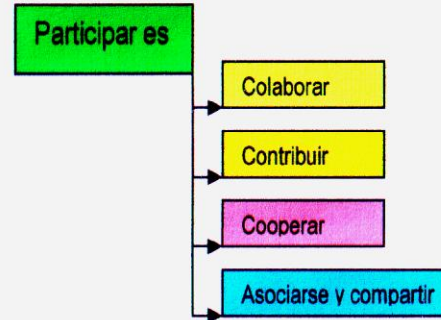 Participar es
Colaborar
Contribuir
Cooperar
Asociarse y compartir